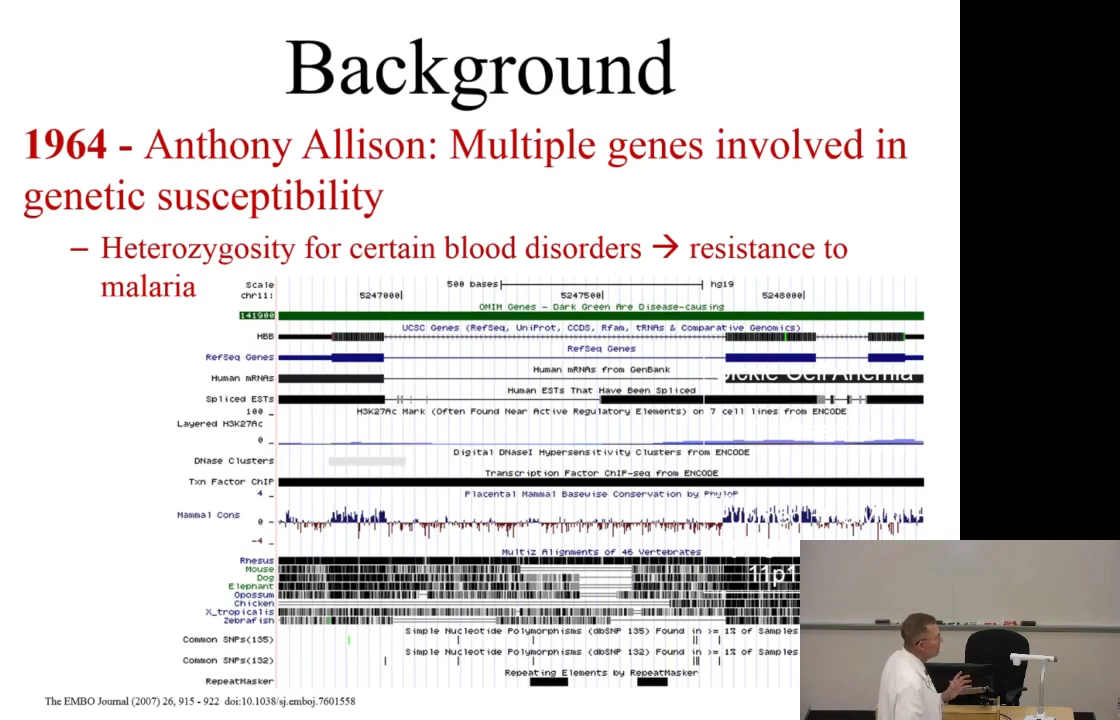 Background
1964 - Anthony Allison: Multiple genes involved in
genetic susceptibility
– Heterozygosity for certain blood disorders → resistance to
malaria
Scale 500 bases hg19
chr11: 5247000| 5247500| 5248000|
OMIM Genes - Dark Green Are Disease-causing
141900
UCSC Genes (RefSeq, UniProt, CCDS, Rfam, tRNAs & Comparative Genomics)
HBB
RefSeq Genes
RefSeq Genes
Human mRNAs from GenBank
Human mRNAs
Sickle Cell Anemia
Human ESTs That Have Been Spliced
Spliced ESTs
100 _ H3K27Ac Mark (Often Found Near Active Regulatory Elements) on 7 cell lines from ENCODE
Layered H3K27Ac
0 _
Digital DNaseI Hypersensitivity Clusters from ENCODE
DNase Clusters
Transcription Factor ChIP-seq from ENCODE
Txn Factor ChIP
4 _ Placental Mammal Basewise Conservation by PhyloP
Mammal Cons 0 _
-4 _
Multiz Alignments of 46 Vertebrates
Rhesus
Mouse
Dog
11p1
Elephant
Opossum
Chicken
X_tropicalis
Zebrafish
Simple Nucleotide Polymorphisms (dbSNP 135) Found in >= 1% of Samples
Common SNPs(135)
Simple Nucleotide Polymorphisms (dbSNP 132) Found in >= 1% of Samples
Common SNPs(132)
Repeating Elements by RepeatMasker
RepeatMasker
The EMBO Journal (2007) 26, 915 - 922 doi:10.1038/sj.emboj.7601558